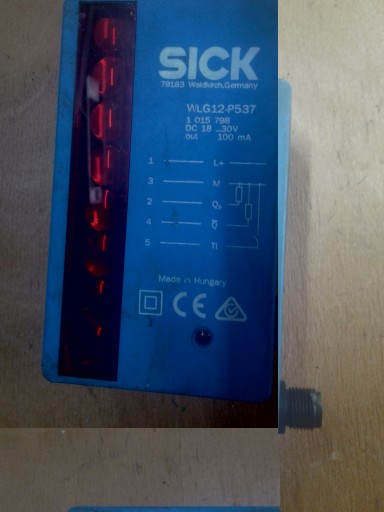 SICK
79183 Waldkirch,Germany
WLG12-P537
1 015 798
DC 18 ...30V
out 100 mA
1 L+
3 M
2 Q
4 Q̅
5 TI
Made in Hungary
CE